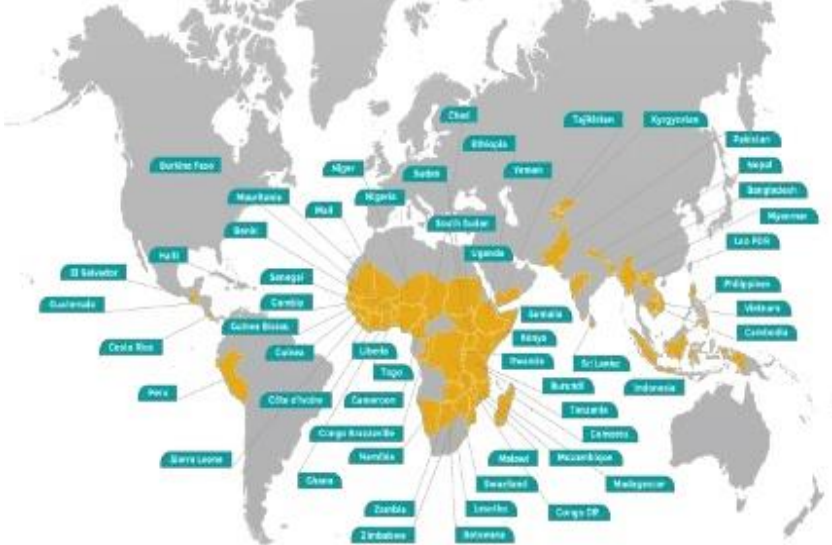 Chad
Tajikistan
Kyrgyzstan
Ethiopia
Pakistan
Burkina Faso
Niger
Sudan
Yemen
Nepal
Mauritania
Nigeria
Bangladesh
Mali
Myanmar
Benin
South Sudan
Lao PDR
Haiti
Uganda
El Salvador
Senegal
Philippines
Guatemala
Gambia
Somalia
Vietnam
Guinea Bissau
Cambodia
Kenya
Costa Rica
Guinea
Liberia
Rwanda
Sri Lanka
Togo
Burundi
Indonesia
Peru
Côte d'Ivoire
Cameroon
Tanzania
Congo Brazzaville
Comoros
Sierra Leone
Namibia
Malawi
Mozambique
Ghana
Swaziland
Madagascar
Zambia
Lesotho
Congo DR
Zimbabwe
Botswana